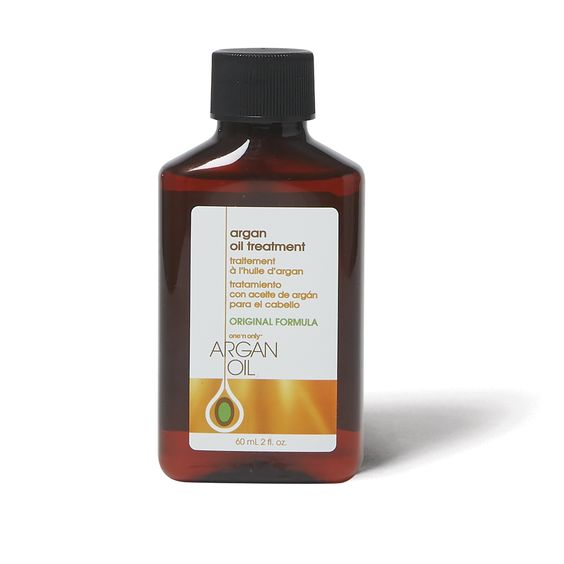 argan
oil treatment
traitement
à l'huile d'argan
tratamiento
con aceite de argán
para el cabello
ORIGINAL FORMULA
one 'n only™
ARGAN
OIL
60 mL 2 fl. oz.